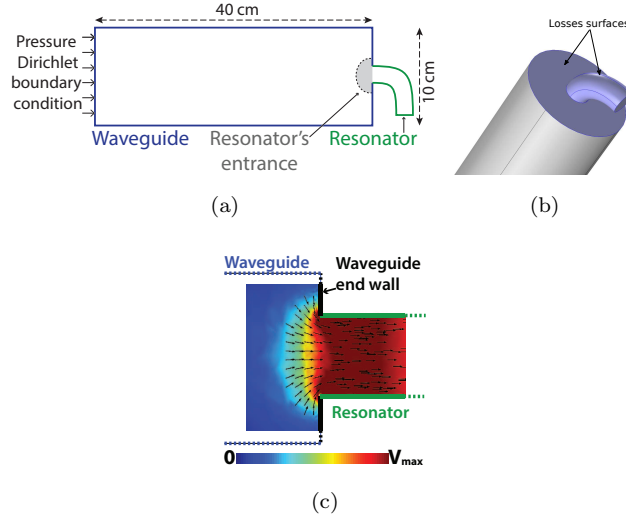 40 cm
Pressure
Dirichlet
boundary
condition
10 cm
Waveguide
Resonator's
entrance
Resonator
(a)
Losses surfaces
(b)
Waveguide
Waveguide
end wall
Resonator
0
Vmax
(c)